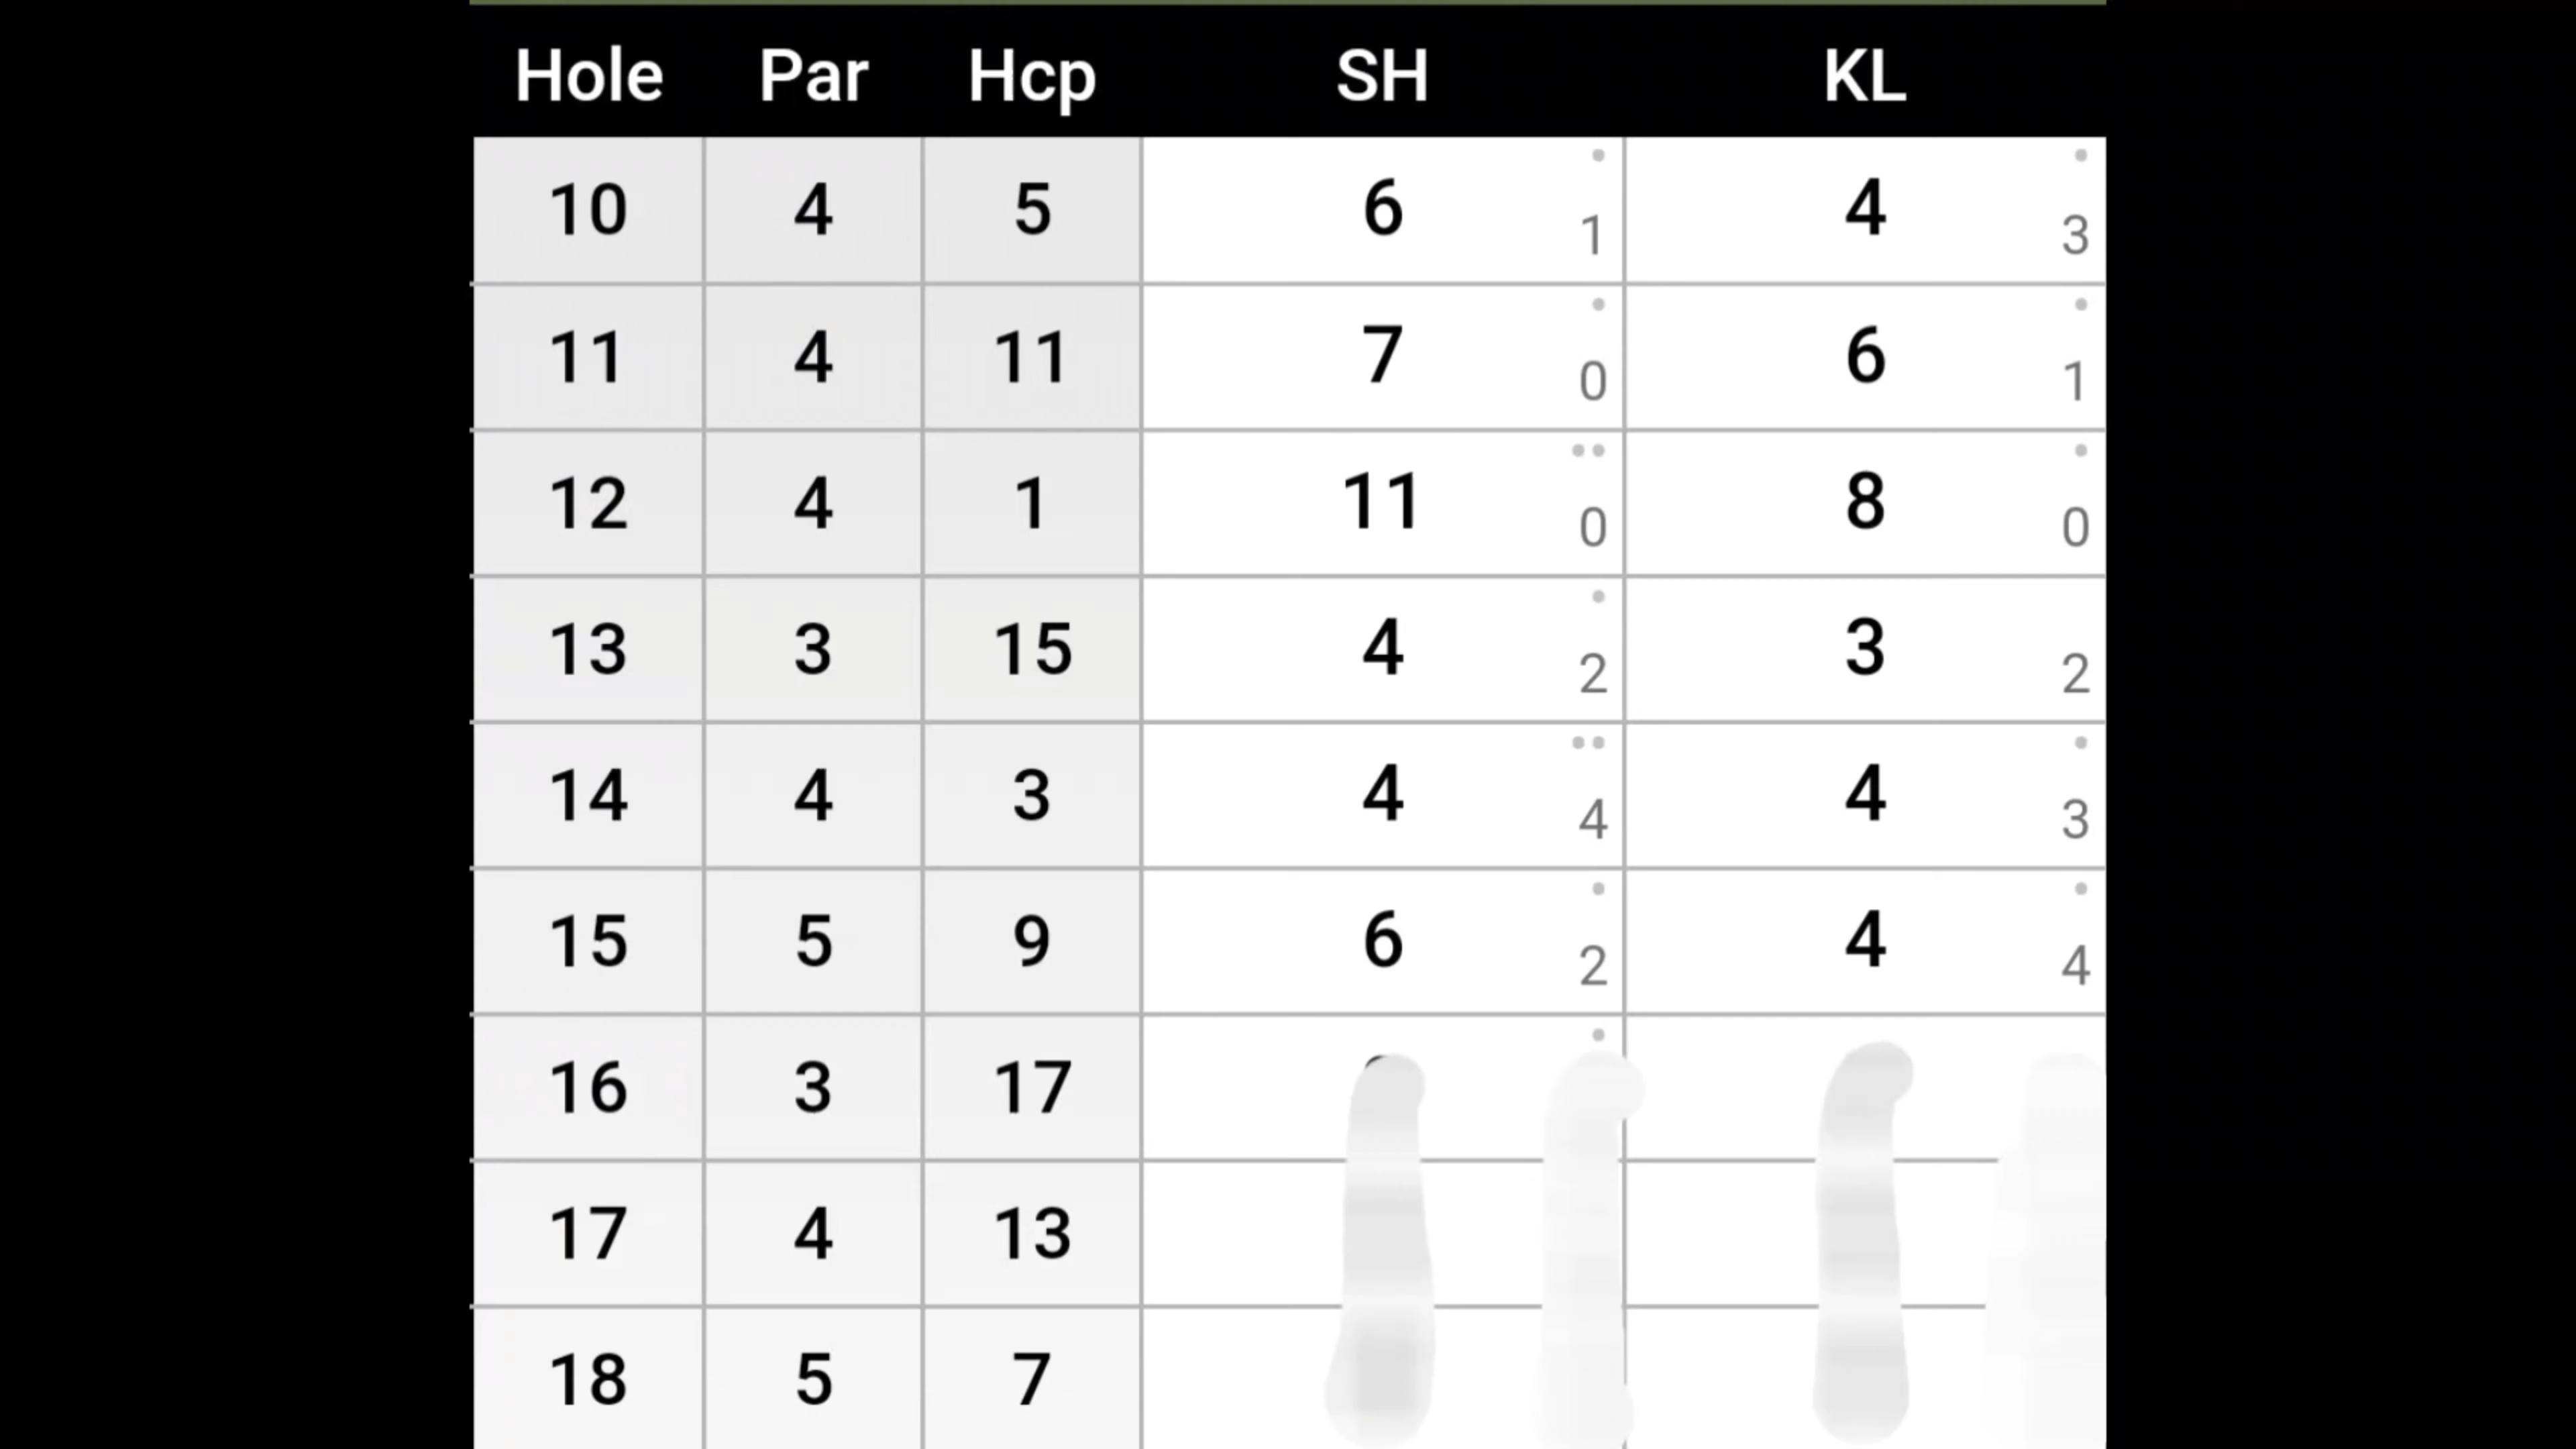 Hole Par Hcp SH KL
10 4 5 6 1 4 3
11 4 11 7 0 6 1
12 4 1 11 0 8 0
13 3 15 4 2 3 2
14 4 3 4 4 4 3
15 5 9 6 2 4 4
16 3 17
17 4 13
18 5 7